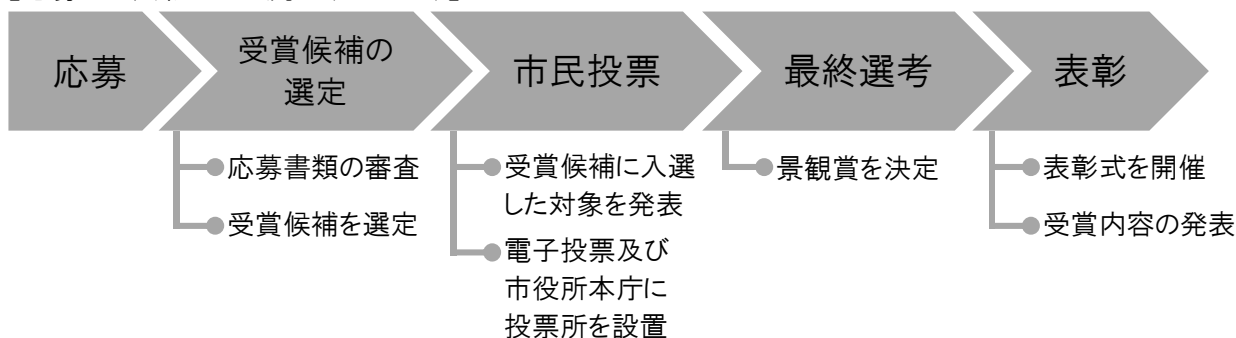 応募
受賞候補の
選定
市民投票
最終選考
表彰
応募書類の審査
受賞候補を選定
受賞候補に入選
した対象を発表
電子投票及び
市役所本庁に
投票所を設置
景観賞を決定
表彰式を開催
受賞内容の発表